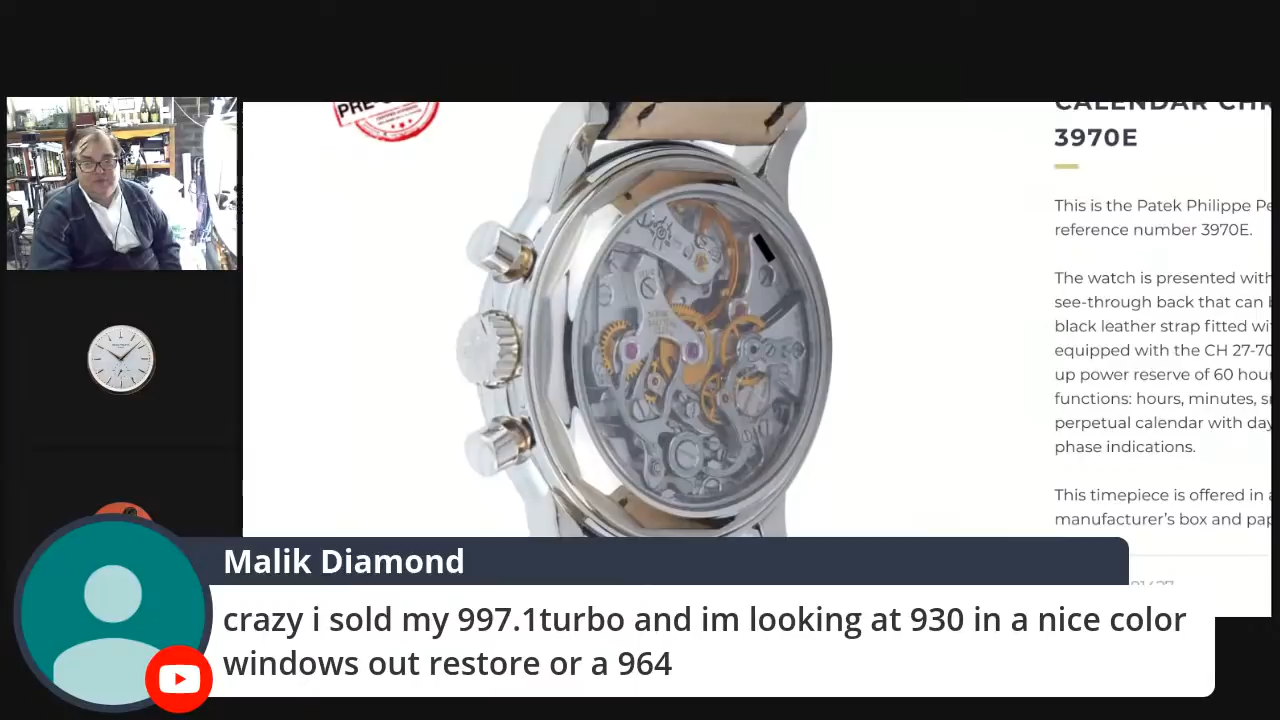 CALENDAR CHR
3970E
This is the Patek Philippe Pe
reference number 3970E.
The watch is presented with
see-through back that can b
black leather strap fitted wi
equipped with the CH 27-70
up power reserve of 60 hour
functions: hours, minutes, s
perpetual calendar with day
phase indications.
This timepiece is offered in a
manufacturer's box and pap
Malik Diamond
crazy i sold my 997.1turbo and im looking at 930 in a nice color
windows out restore or a 964